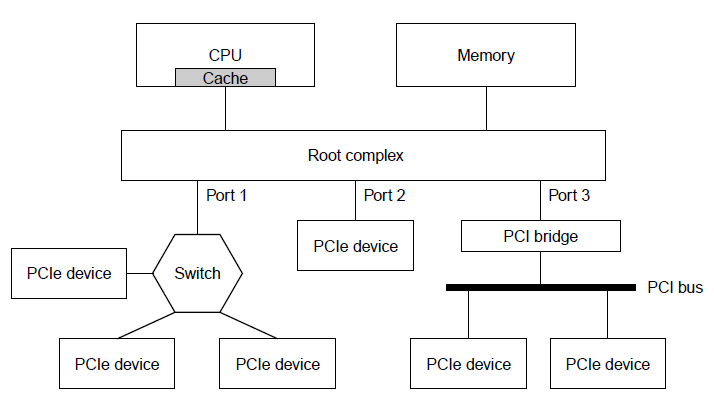 CPU
Cache
Memory
Root complex
Port 1
Port 2
Port 3
PCIe device
Switch
PCIe device
PCI bridge
PCI bus
PCIe device
PCIe device
PCIe device
PCIe device